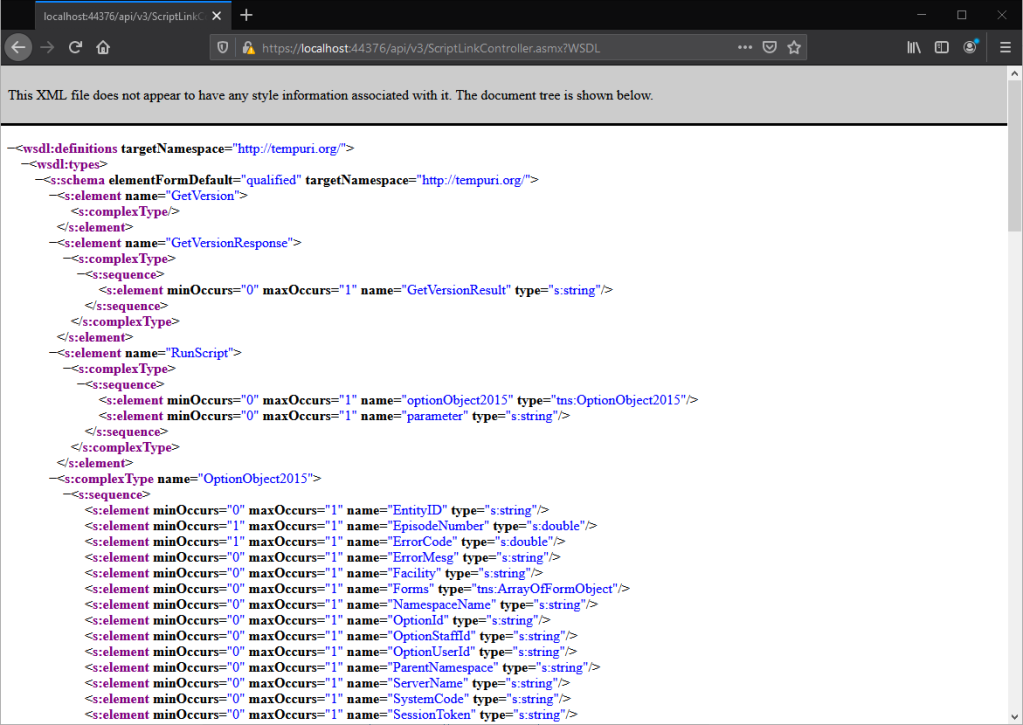 localhost:44376/api/v3/ScriptLinkC
https://localhost:44376/api/v3/ScriptLinkController.asmx?WSDL
This XML file does not appear to have any style information associated with it. The document tree is shown below.
−<wsdl:definitions targetNamespace="http://tempuri.org/">
−<wsdl:types>
−<s:schema elementFormDefault="qualified" targetNamespace="http://tempuri.org/">
−<s:element name="GetVersion">
<s:complexType/>
</s:element>
−<s:element name="GetVersionResponse">
−<s:complexType>
−<s:sequence>
<s:element minOccurs="0" maxOccurs="1" name="GetVersionResult" type="s:string"/>
</s:sequence>
</s:complexType>
</s:element>
−<s:element name="RunScript">
−<s:complexType>
−<s:sequence>
<s:element minOccurs="0" maxOccurs="1" name="optionObject2015" type="tns:OptionObject2015"/>
<s:element minOccurs="0" maxOccurs="1" name="parameter" type="s:string"/>
</s:sequence>
</s:complexType>
</s:element>
−<s:complexType name="OptionObject2015">
−<s:sequence>
<s:element minOccurs="0" maxOccurs="1" name="EntityID" type="s:string"/>
<s:element minOccurs="1" maxOccurs="1" name="EpisodeNumber" type="s:double"/>
<s:element minOccurs="1" maxOccurs="1" name="ErrorCode" type="s:double"/>
<s:element minOccurs="0" maxOccurs="1" name="ErrorMesg" type="s:string"/>
<s:element minOccurs="0" maxOccurs="1" name="Facility" type="s:string"/>
<s:element minOccurs="0" maxOccurs="1" name="Forms" type="tns:ArrayOfFormObject"/>
<s:element minOccurs="0" maxOccurs="1" name="NamespaceName" type="s:string"/>
<s:element minOccurs="0" maxOccurs="1" name="OptionId" type="s:string"/>
<s:element minOccurs="0" maxOccurs="1" name="OptionStaffId" type="s:string"/>
<s:element minOccurs="0" maxOccurs="1" name="OptionUserId" type="s:string"/>
<s:element minOccurs="0" maxOccurs="1" name="ParentNamespace" type="s:string"/>
<s:element minOccurs="0" maxOccurs="1" name="ServerName" type="s:string"/>
<s:element minOccurs="0" maxOccurs="1" name="SystemCode" type="s:string"/>
<s:element minOccurs="0" maxOccurs="1" name="SessionToken" type="s:string"/>